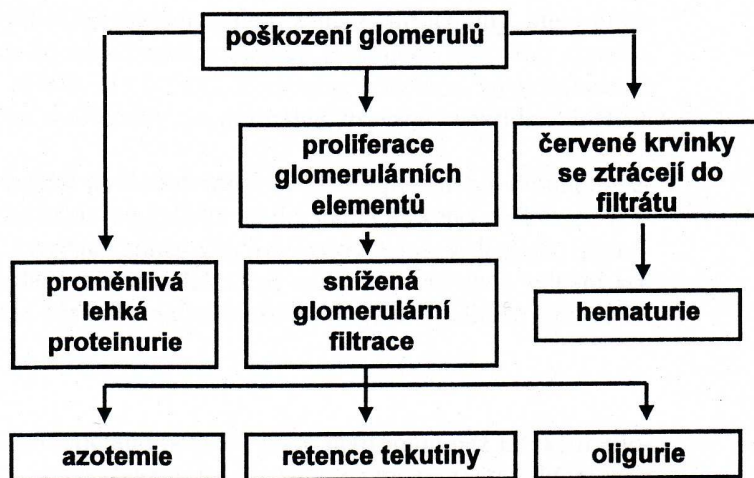 poškození glomerulů
proliferace
glomerulárních
elementů
červené krvinky
se ztrácejí do
filtrátu
proměnlivá
lehká
proteinurie
snížená
glomerulární
filtrace
hematurie
azotemie
retence tekutiny
oligurie